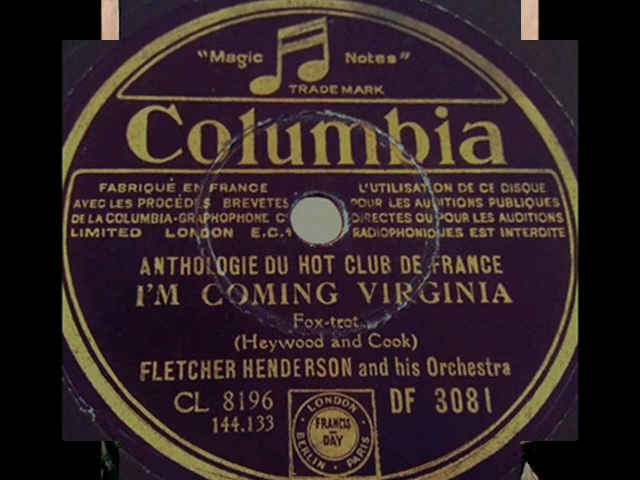 "Magic Notes"
TRADE MARK
Columbia
FABRIQUÉ EN FRANCE
AVEC LES PROCÉDÉS BREVETÉS
DE LA COLUMBIA-GRAPHOPHONE Cº
LIMITED LONDON E.C.1
L'UTILISATION DE CE DISQUE
POUR LES AUDITIONS PUBLIQUES
DIRECTES OU POUR LES AUDITIONS
RADIOPHONIQUES EST INTERDITE
ANTHOLOGIE DU HOT CLUB DE FRANCE
I'M COMING VIRGINIA
Fox-trot
(Heywood and Cook)
FLETCHER HENDERSON and his Orchestra
CL 8196
144.133
LONDON
FRANCIS
DAY
BERLIN • PARIS
DF 3081